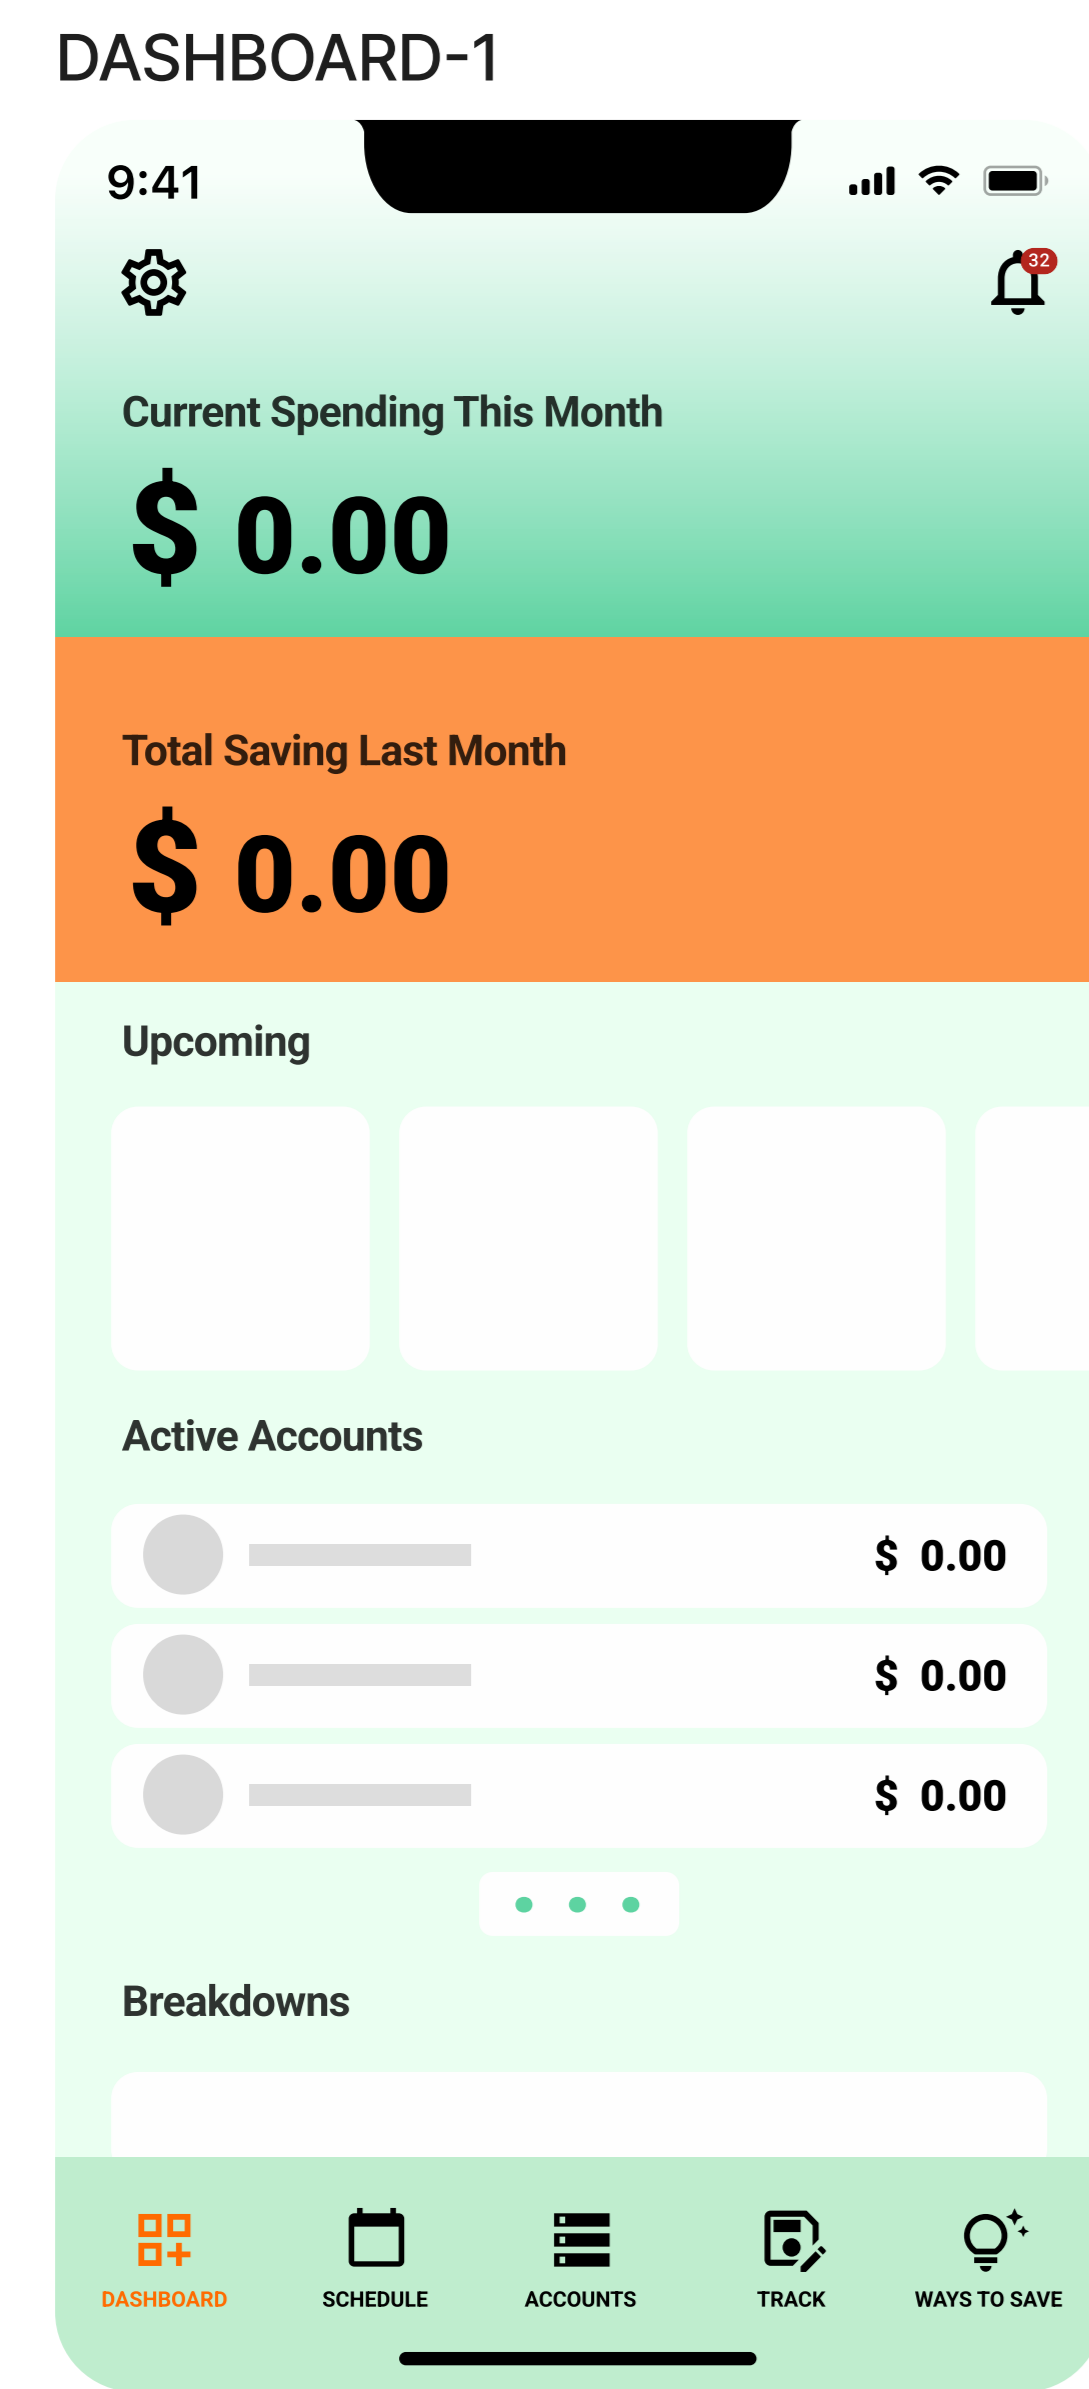 DASHBOARD-1
9:41
32
Current Spending This Month
$ 0.00
Total Saving Last Month
$ 0.00
Upcoming
Active Accounts
$ 0.00
$ 0.00
$ 0.00
Breakdowns
DASHBOARD SCHEDULE ACCOUNTS TRACK WAYS TO SAVE